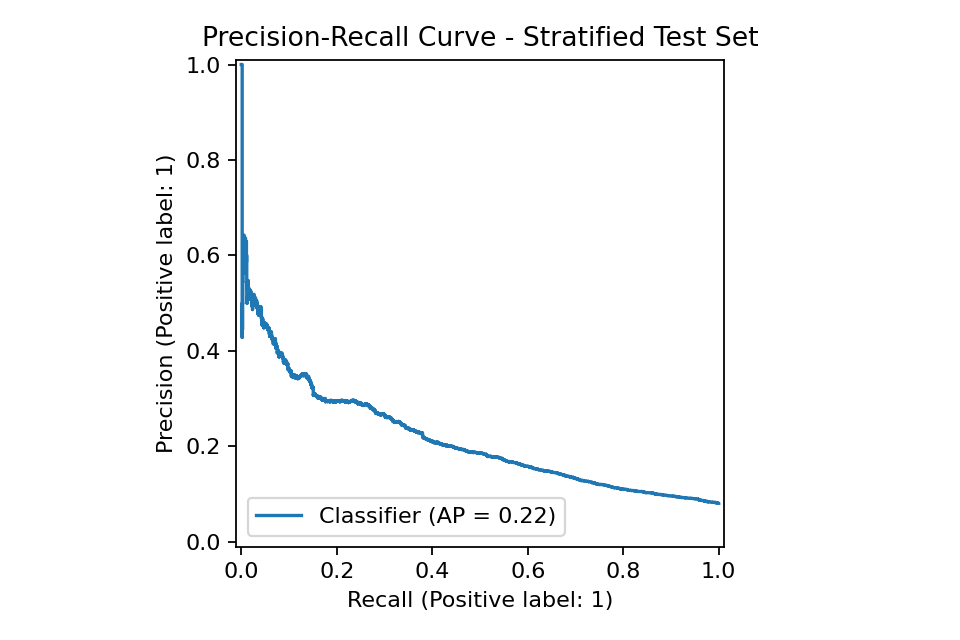 Precision-Recall Curve - Stratified Test Set
1.0
0.8
0.6
0.4
0.2
0.0
Precision (Positive label: 1)
Classifier (AP = 0.22)
0.0 0.2 0.4 0.6 0.8 1.0
Recall (Positive label: 1)